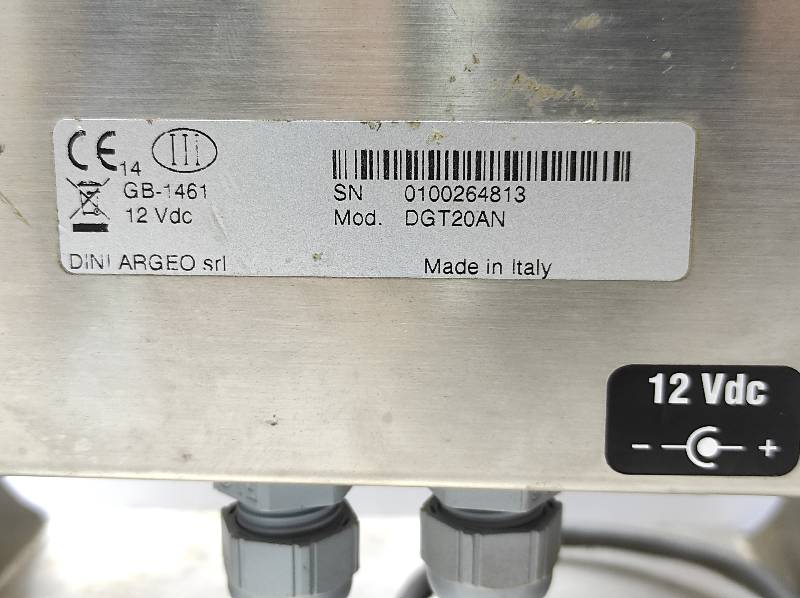 CE 14 III
GB-1461
12 Vdc
DINI ARGEO srl
SN 0100264813
Mod. DGT20AN
Made in Italy
12 Vdc
- +